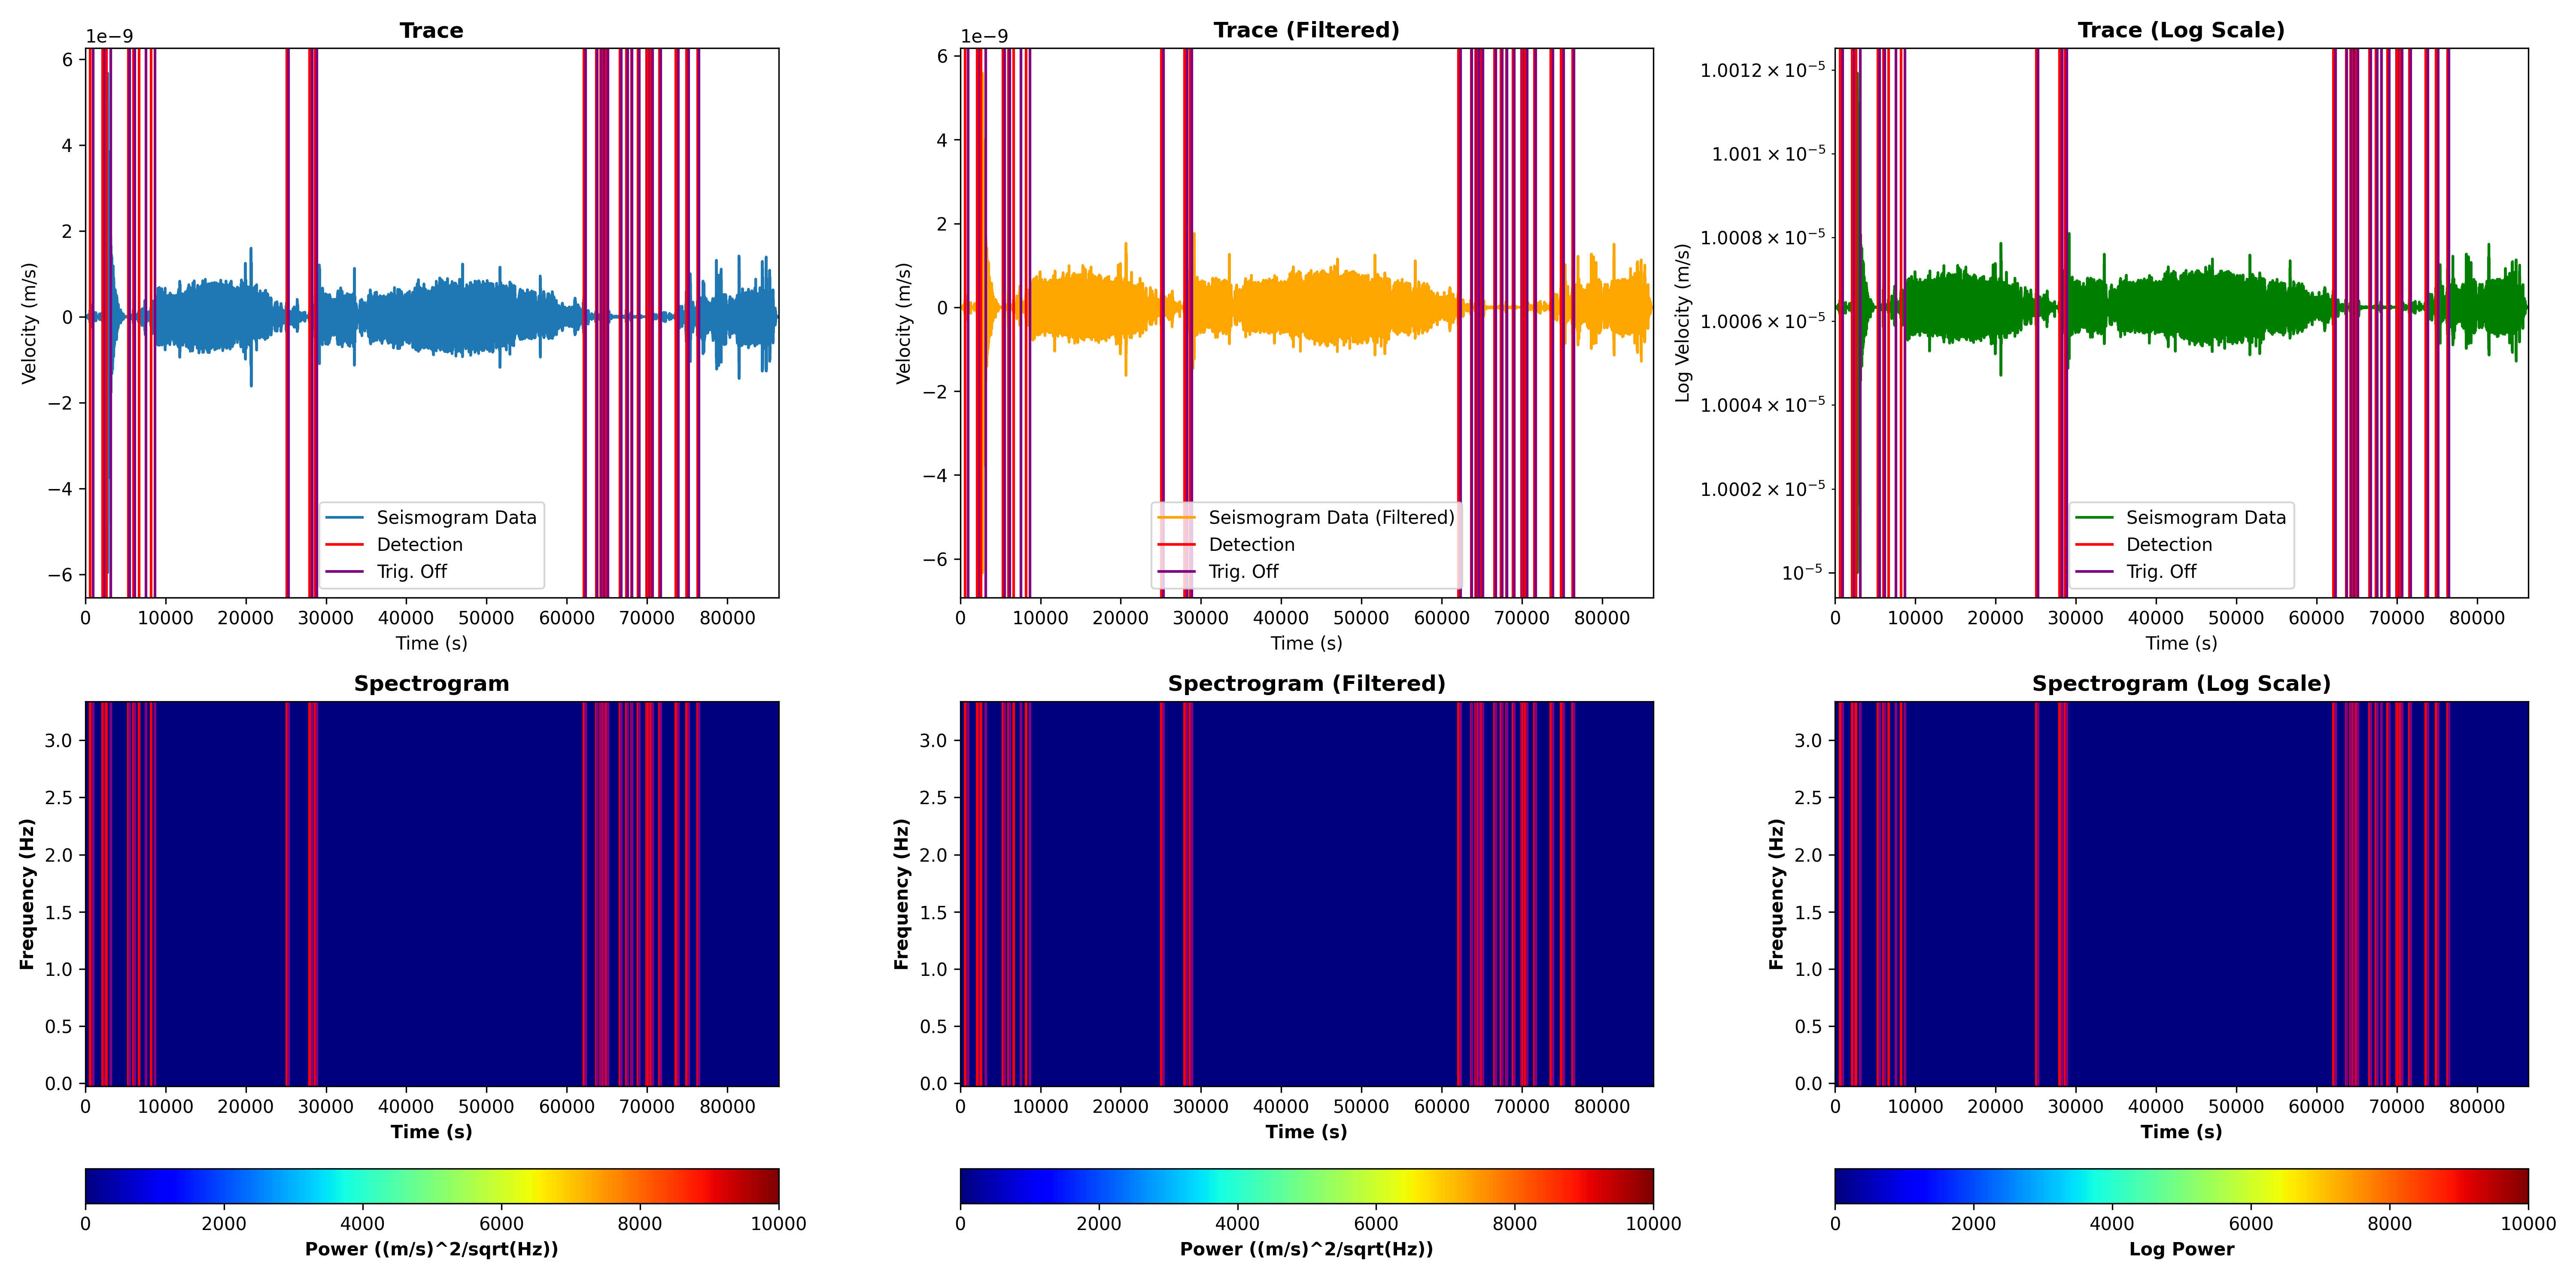 Trace
1e−9
6
4
2
0
−2
−4
−6
Velocity (m/s)
Seismogram Data
Detection
Trig. Off
0 10000 20000 30000 40000 50000 60000 70000 80000
Time (s)
Trace (Filtered)
1e−9
6
4
2
0
−2
−4
−6
Velocity (m/s)
Seismogram Data (Filtered)
Detection
Trig. Off
0 10000 20000 30000 40000 50000 60000 70000 80000
Time (s)
Trace (Log Scale)
1.0012 × 10⁻⁵
1.001 × 10⁻⁵
1.0008 × 10⁻⁵
1.0006 × 10⁻⁵
1.0004 × 10⁻⁵
1.0002 × 10⁻⁵
10⁻⁵
Log Velocity (m/s)
Seismogram Data
Detection
Trig. Off
0 10000 20000 30000 40000 50000 60000 70000 80000
Time (s)
Spectrogram
3.0
2.5
2.0
1.5
1.0
0.5
0.0
Frequency (Hz)
0 10000 20000 30000 40000 50000 60000 70000 80000
Time (s)
0 2000 4000 6000 8000 10000
Power ((m/s)^2/sqrt(Hz))
Spectrogram (Filtered)
3.0
2.5
2.0
1.5
1.0
0.5
0.0
Frequency (Hz)
0 10000 20000 30000 40000 50000 60000 70000 80000
Time (s)
0 2000 4000 6000 8000 10000
Power ((m/s)^2/sqrt(Hz))
Spectrogram (Log Scale)
3.0
2.5
2.0
1.5
1.0
0.5
0.0
Frequency (Hz)
0 10000 20000 30000 40000 50000 60000 70000 80000
Time (s)
0 2000 4000 6000 8000 10000
Log Power